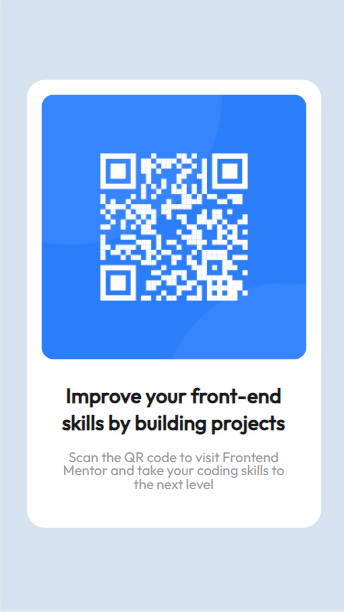 Improve your front-end
skills by building projects
Scan the QR code to visit Frontend
Mentor and take your coding skills to
the next level